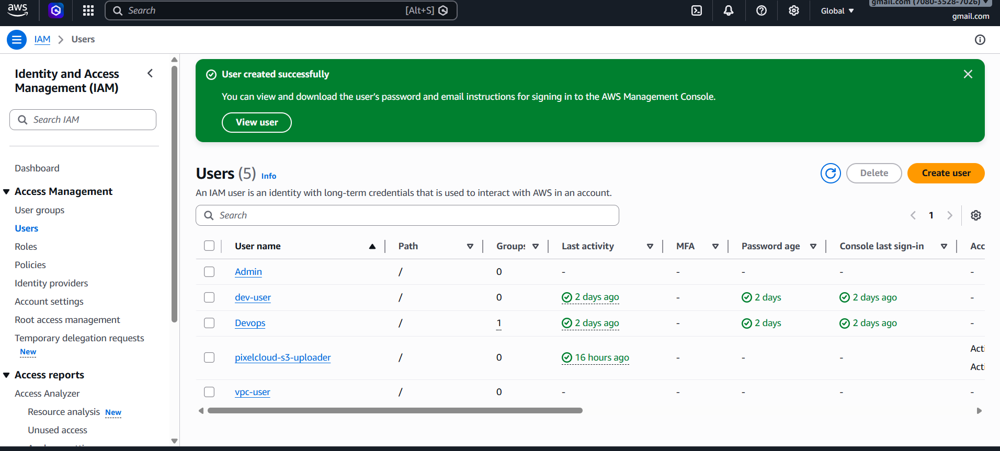 aws
Search
[Alt+S]
Global
gmail.com (7080-3528-7026)
gmail.com
IAM
Users
Identity and Access
Management (IAM)
Search IAM
Dashboard
Access Management
User groups
Users
Roles
Policies
Identity providers
Account settings
Root access management
Temporary delegation requests
New
Access reports
Access Analyzer
Resource analysis New
Unused access
User created successfully
You can view and download the user's password and email instructions for signing in to the AWS Management Console.
View user
Users (5) Info
Delete
Create user
An IAM user is an identity with long-term credentials that is used to interact with AWS in an account.
Search
1
User name Path Groups Last activity MFA Password age Console last sign-in Acc
Admin / 0 - - - - -
dev-user / 0 2 days ago - 2 days 2 days ago -
Devops / 1 2 days ago - 2 days 2 days ago -
pixelcloud-s3-uploader / 0 16 hours ago - - - Acti
Acti
vpc-user / 0 - - - - -